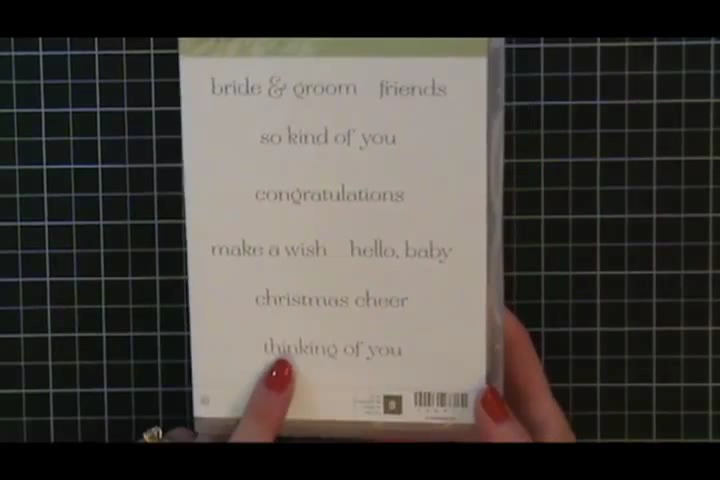 bride & groom friends
so kind of you
congratulations
make a wish hello, baby
christmas cheer
thinking of you